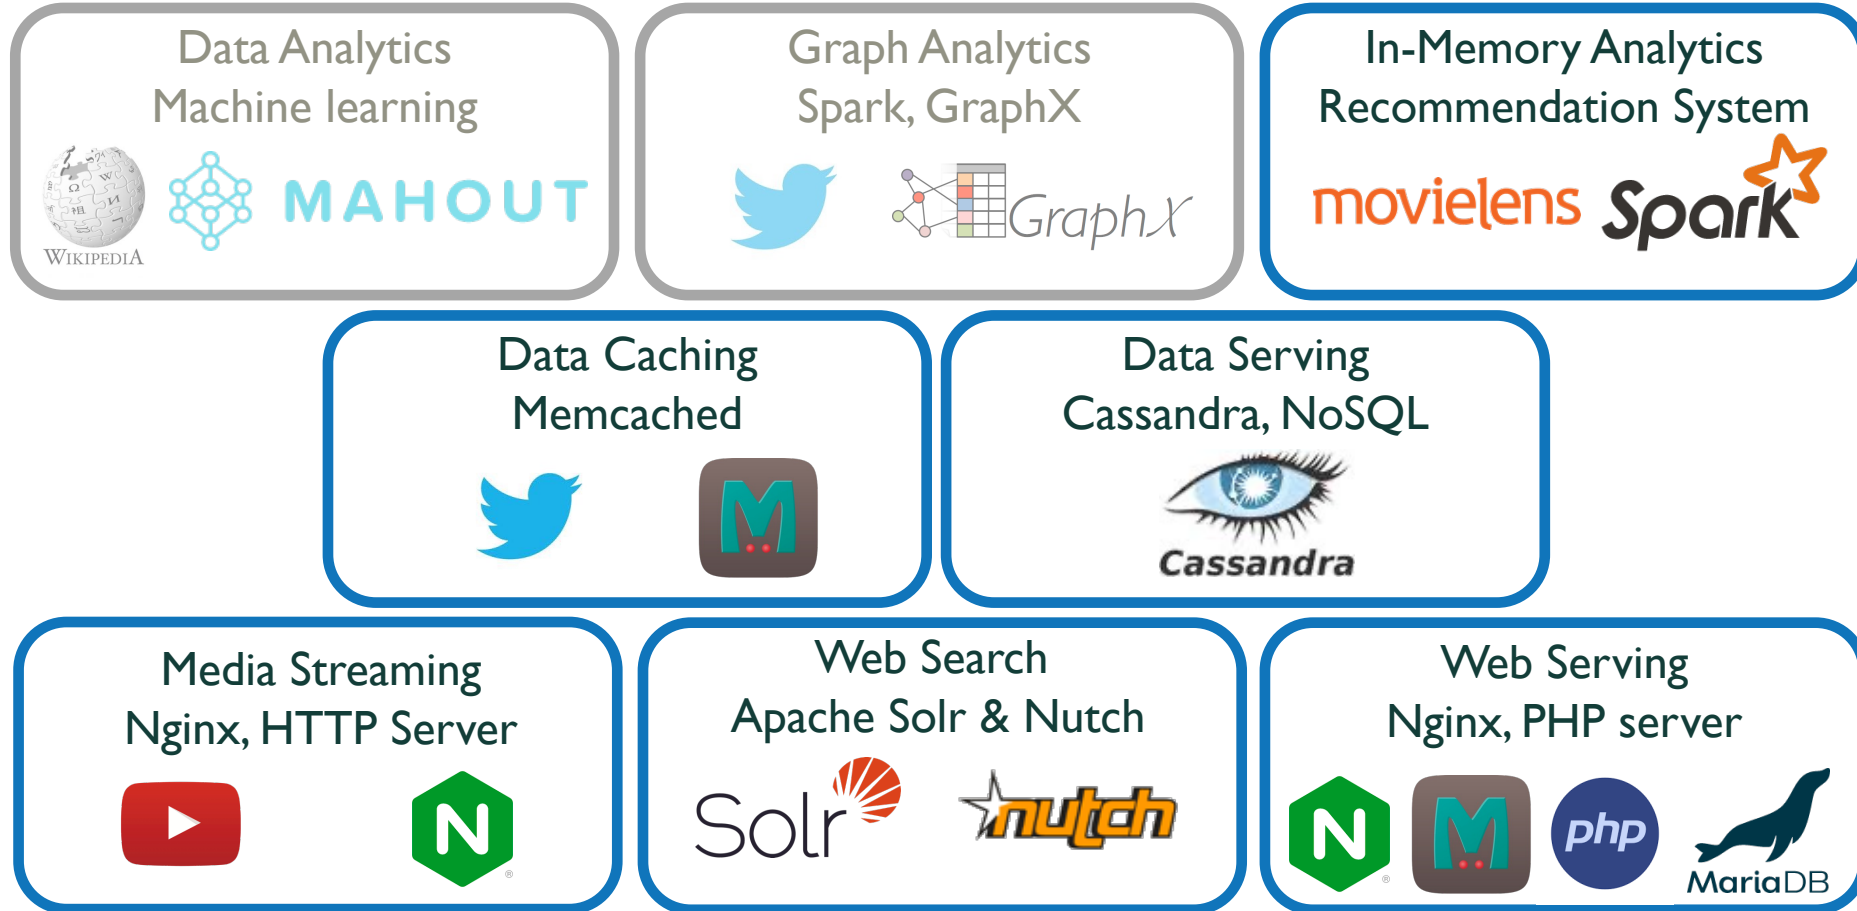 Data Analytics
Machine learning
WIKIPEDIA
MAHOUT
Graph Analytics
Spark, GraphX
GraphX
In-Memory Analytics
Recommendation System
movielens
Spark
Data Caching
Memcached
M
Data Serving
Cassandra, NoSQL
Cassandra
Media Streaming
Nginx, HTTP Server
N
®
Web Search
Apache Solr & Nutch
Solr
nutch
Web Serving
Nginx, PHP server
N
®
M
php
MariaDB